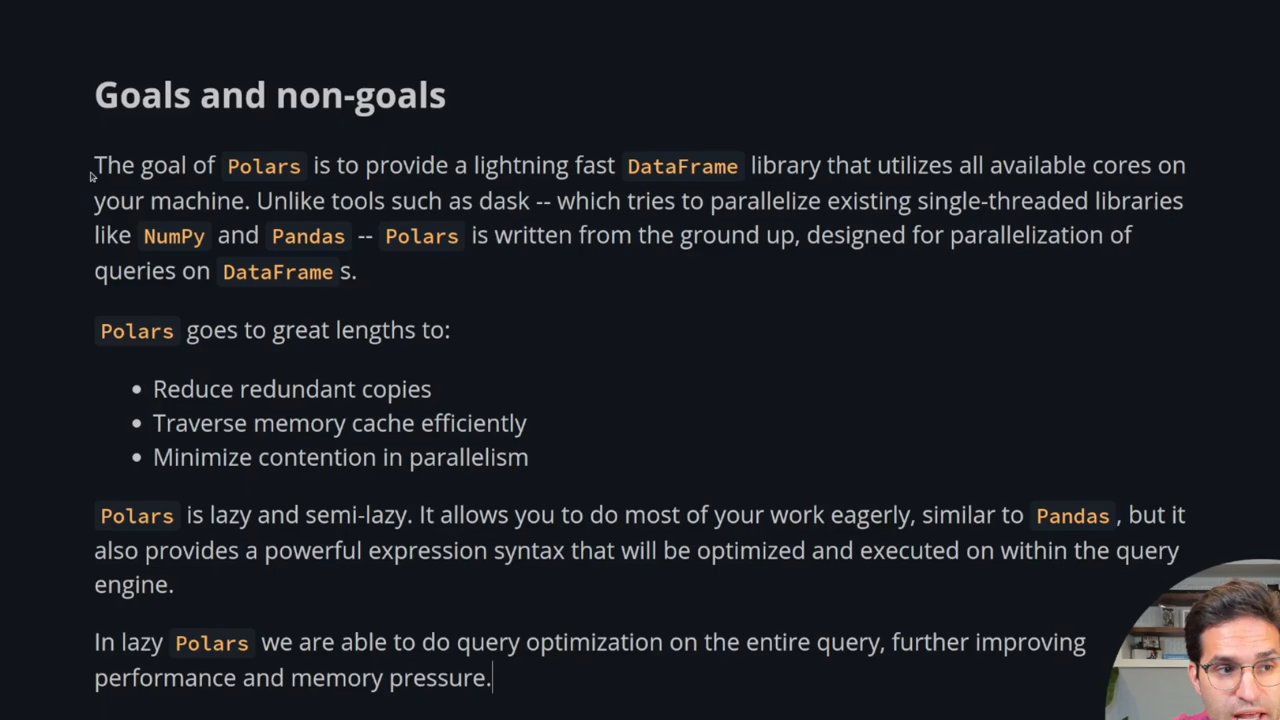 Goals and non-goals
The goal of Polars is to provide a lightning fast DataFrame library that utilizes all available cores on
your machine. Unlike tools such as dask -- which tries to parallelize existing single-threaded libraries
like NumPy and Pandas -- Polars is written from the ground up, designed for parallelization of
queries on DataFrame s.
Polars goes to great lengths to:
• Reduce redundant copies
• Traverse memory cache efficiently
• Minimize contention in parallelism
Polars is lazy and semi-lazy. It allows you to do most of your work eagerly, similar to Pandas , but it
also provides a powerful expression syntax that will be optimized and executed on within the query
engine.
In lazy Polars we are able to do query optimization on the entire query, further improving
performance and memory pressure.